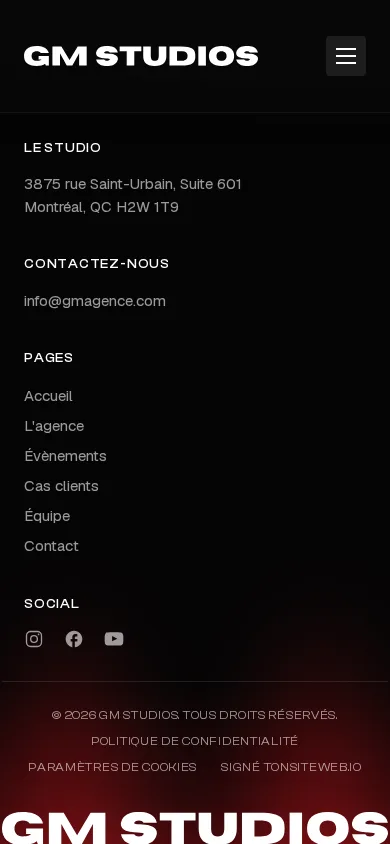 GM STUDIOS
LE STUDIO
3875 rue Saint-Urbain, Suite 601
Montréal, QC H2W 1T9
CONTACTEZ-NOUS
info@gmagence.com
PAGES
Accueil
L'agence
Évènements
Cas clients
Équipe
Contact
SOCIAL
© 2026 GM STUDIOS. TOUS DROITS RÉSERVÉS.
POLITIQUE DE CONFIDENTIALITÉ
PARAMÈTRES DE COOKIES SIGNÉ TONSITEWEB.IO
GM STUDIOS